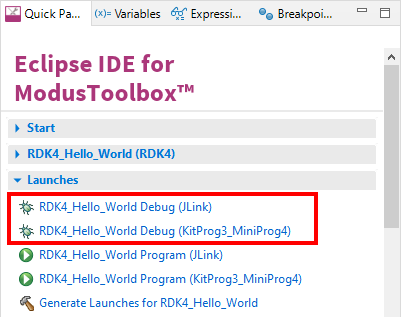 Quick Pa...
Variables
Expressi...
Breakpoi...
Eclipse IDE for
ModusToolbox™
Start
RDK4_Hello_World (RDK4)
Launches
RDK4_Hello_World Debug (JLink)
RDK4_Hello_World Debug (KitProg3_MiniProg4)
RDK4_Hello_World Program (JLink)
RDK4_Hello_World Program (KitProg3_MiniProg4)
Generate Launches for RDK4_Hello_World